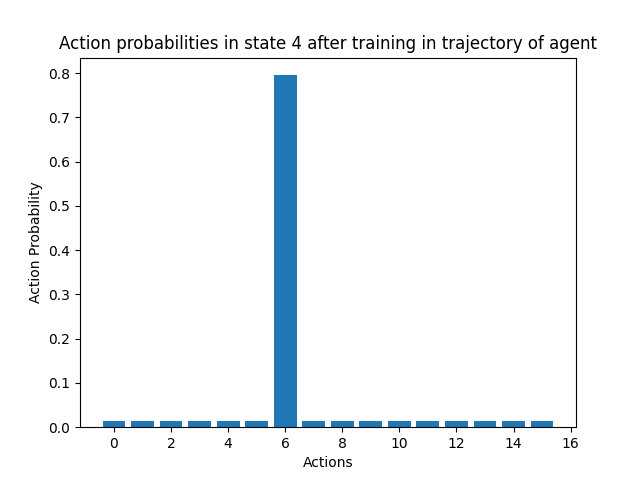 Action probabilities in state 4 after training in trajectory of agent
Action Probability
0.8
0.7
0.6
0.5
0.4
0.3
0.2
0.1
0.0
0 2 4 6 8 10 12 14 16
Actions